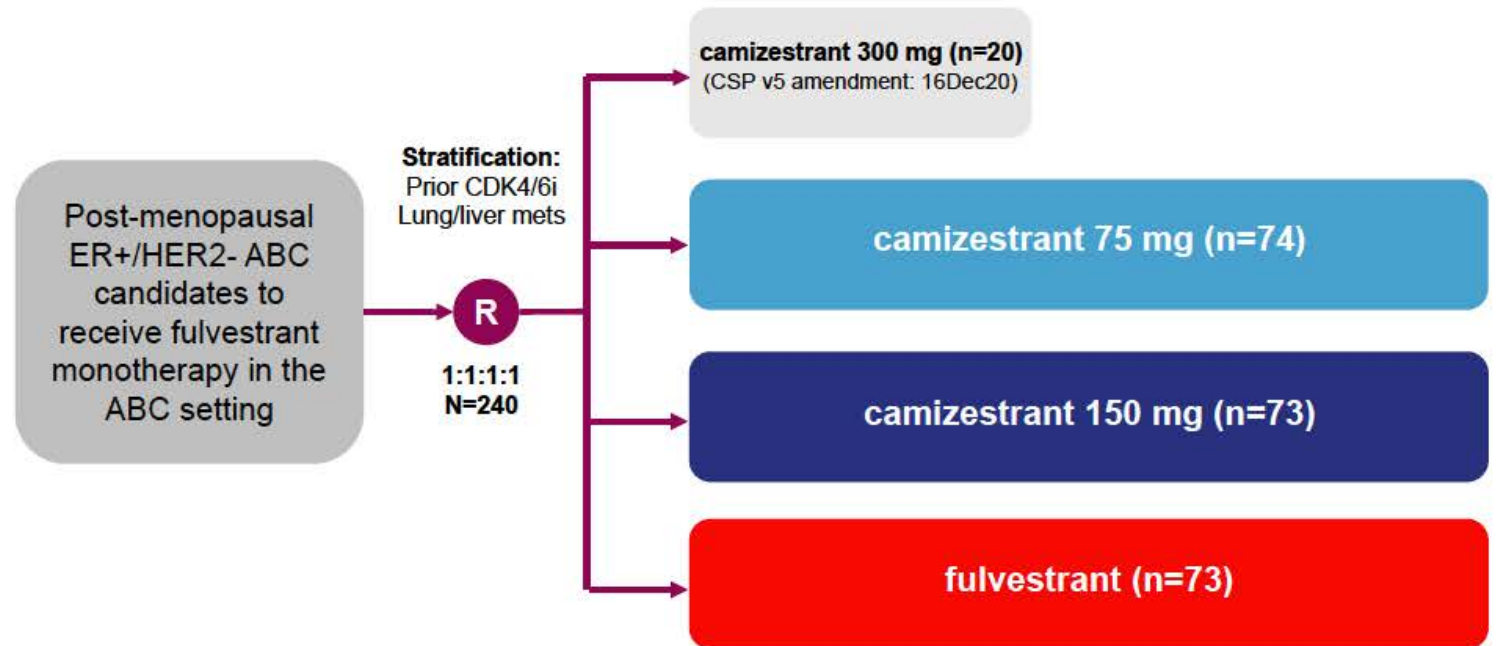 Post-menopausal
ER+/HER2- ABC
candidates to
receive fulvestrant
monotherapy in the
ABC setting
Stratification:
Prior CDK4/6i
Lung/liver mets
R
1:1:1:1
N=240
camizestrant 300 mg (n=20)
(CSP v5 amendment: 16Dec20)
camizestrant 75 mg (n=74)
camizestrant 150 mg (n=73)
fulvestrant (n=73)